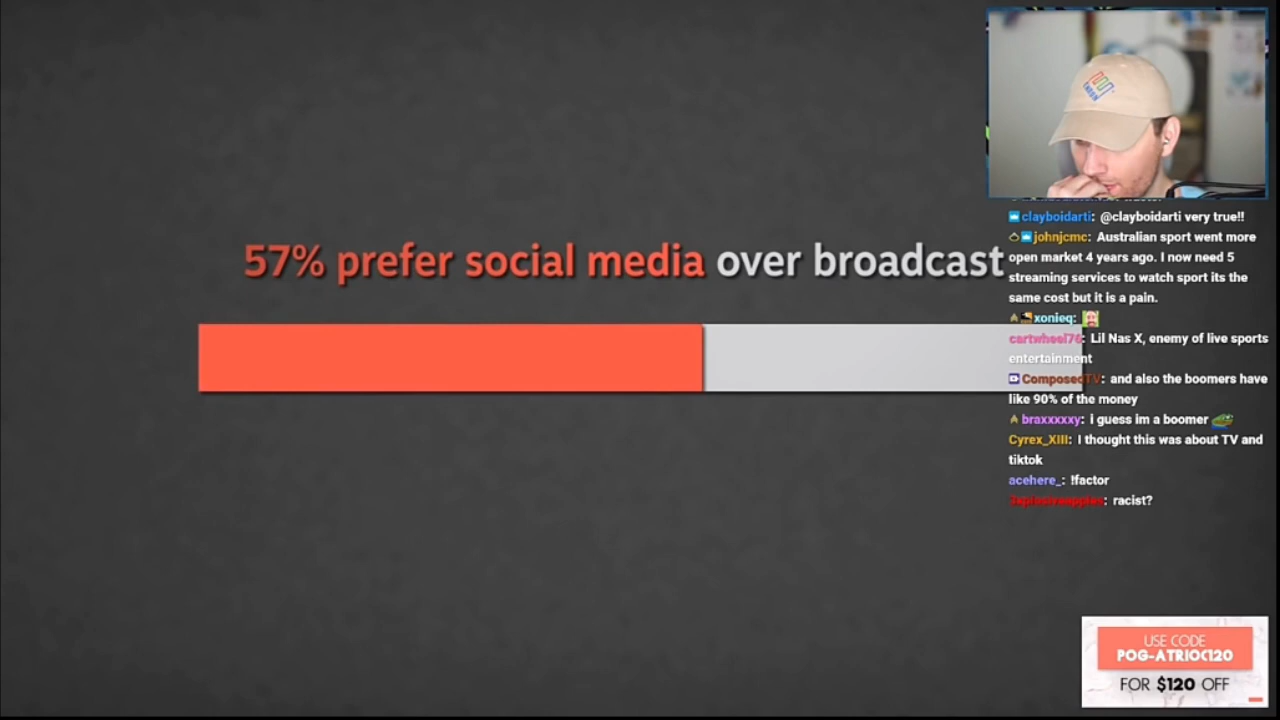 57% prefer social media over broadcast
clayboidarti: @clayboidarti very true!!
johnjcmc: Australian sport went more
open market 4 years ago. I now need 5
streaming services to watch sport its the
same cost but it is a pain.
xonieq:
cartwheel76: Lil Nas X, enemy of live sports
entertainment
ComposedTV: and also the boomers have
like 90% of the money
braxxxxxy: i guess im a boomer
Cyrex_XIII: I thought this was about TV and
tiktok
acehere_: !factor
: racist?
USE CODE
POG-ATRIOC120
FOR $120 OFF